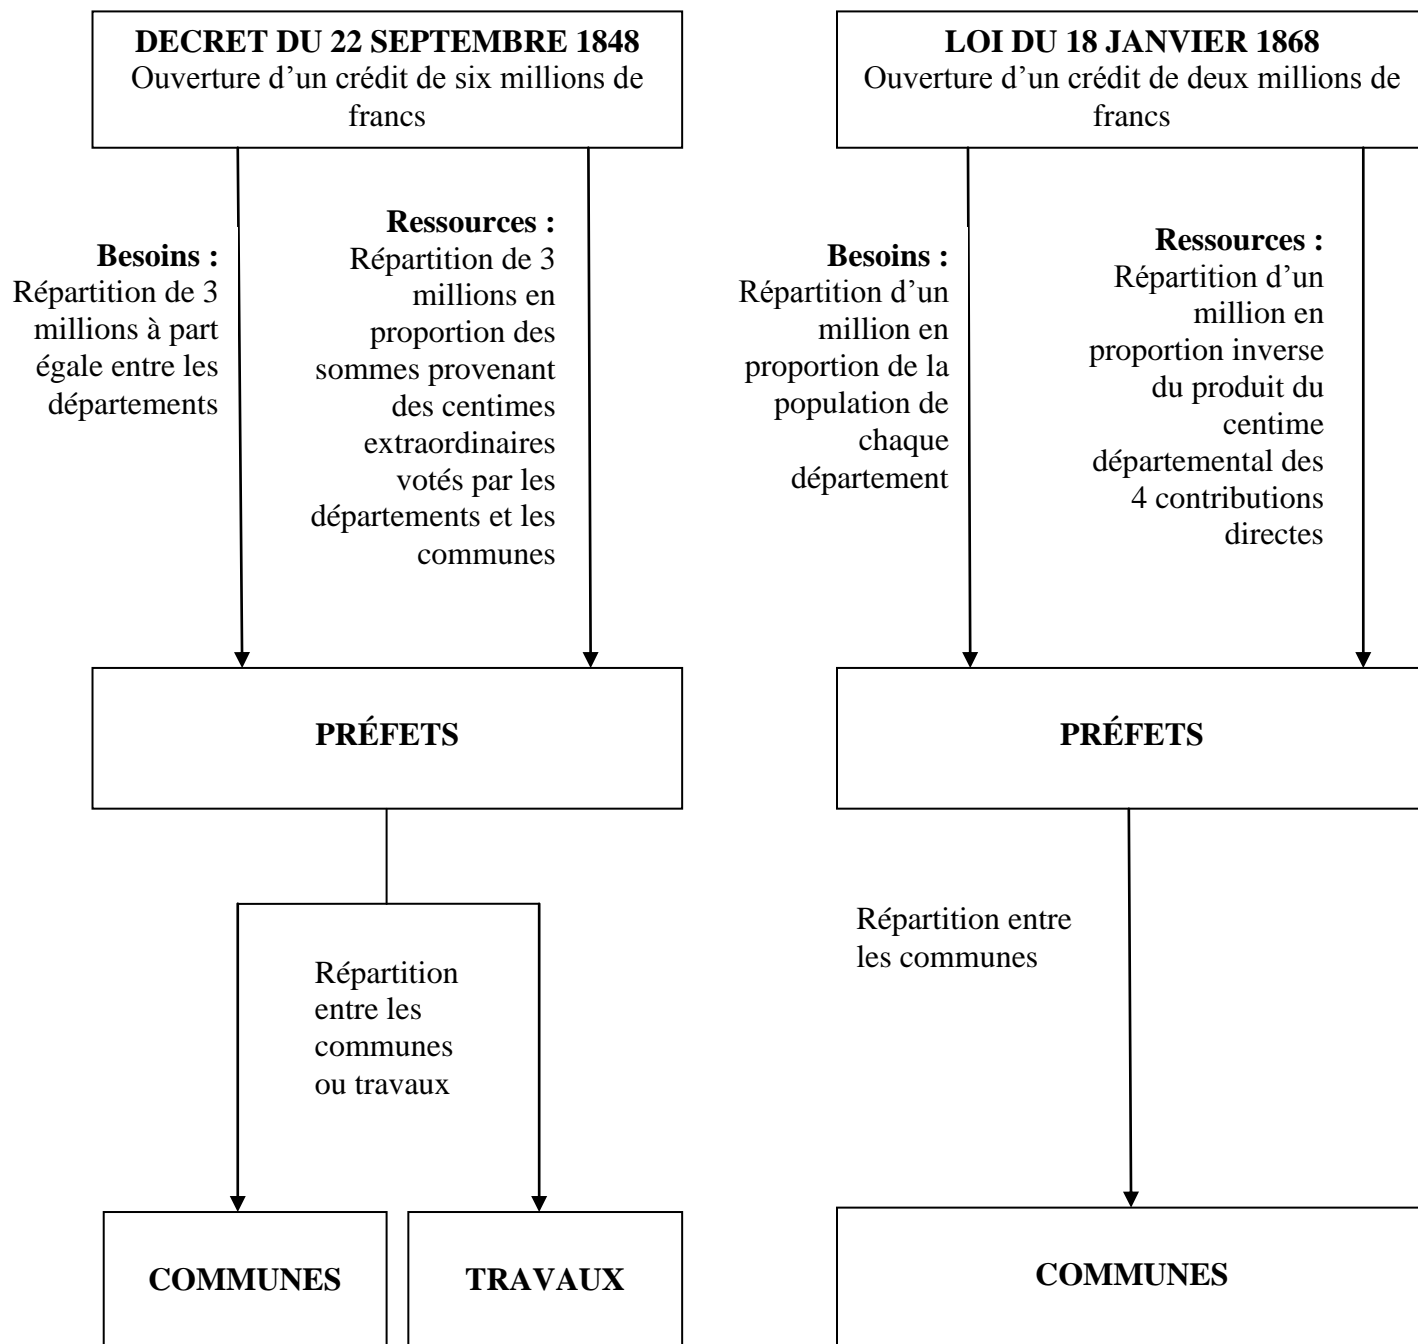 DECRET DU 22 SEPTEMBRE 1848
Ouverture d’un crédit de six millions de
francs
Besoins :
Répartition de 3
millions à part
égale entre les
départements
Ressources :
Répartition de 3
millions en
proportion des
sommes provenant
des centimes
extraordinaires
votés par les
départements et les
communes
PRÉFETS
Répartition
entre les
communes
ou travaux
COMMUNES
TRAVAUX
LOI DU 18 JANVIER 1868
Ouverture d’un crédit de deux millions de
francs
Besoins :
Répartition d’un
million en
proportion de la
population de
chaque
département
Ressources :
Répartition d’un
million en
proportion inverse
du produit du
centime
départemental des
4 contributions
directes
PRÉFETS
Répartition entre
les communes
COMMUNES